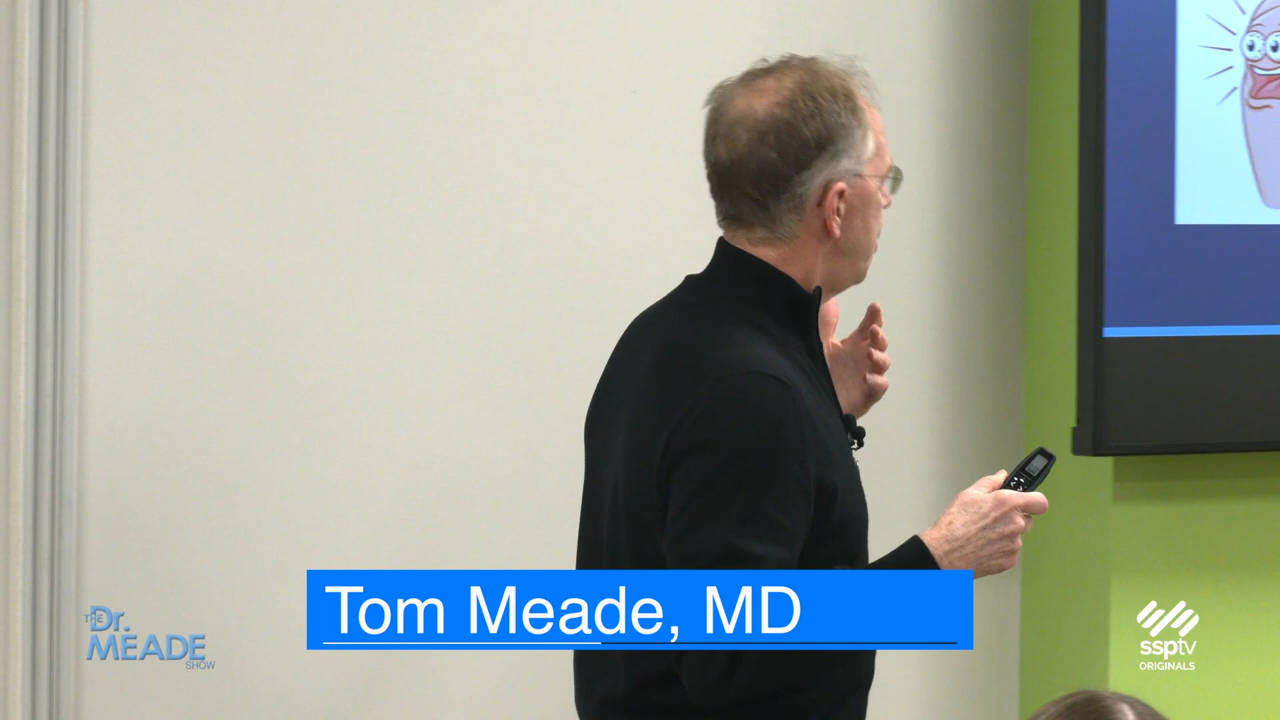 Tom Meade, MD
THE Dr.
MEADE
SHOW
ssptv
ORIGINALS